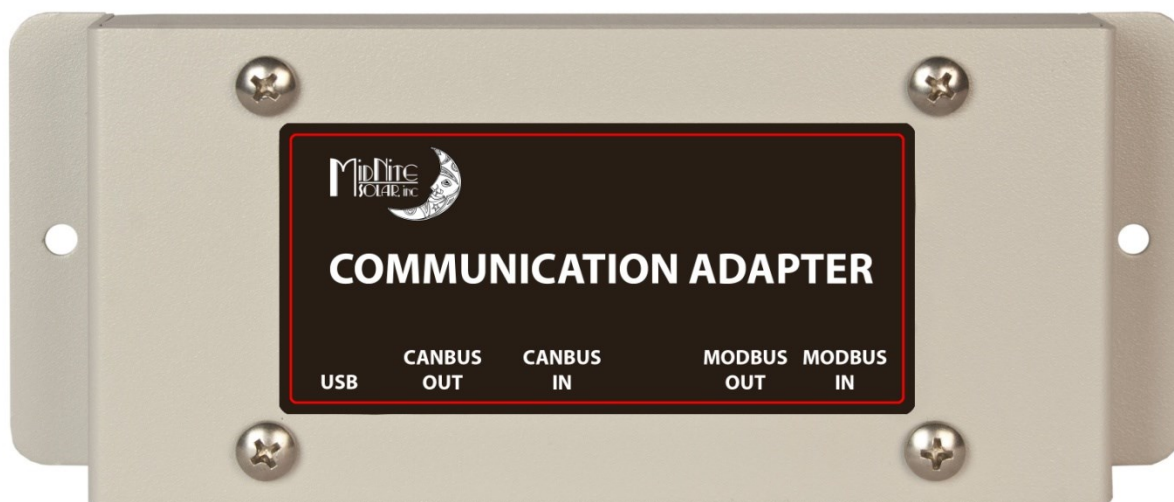 MIDNITE
SOLAR, inc
COMMUNICATION ADAPTER
USB
CANBUS OUT
CANBUS IN
MODBUS OUT
MODBUS IN